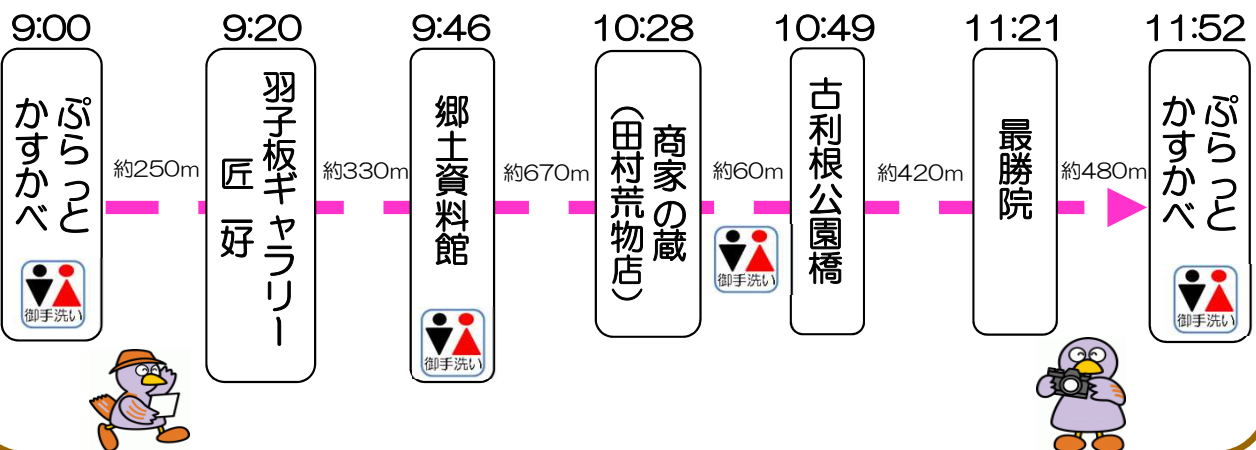 9:00
ぷらっと
かすかべ
御手洗い
約250m
9:20
羽子板ギャラリー
匠 一好
約330m
9:46
郷土資料館
御手洗い
約670m
10:28
商家の蔵
(田村荒物店)
約60m
御手洗い
10:49
古利根公園橋
約420m
11:21
最勝院
約480m
11:52
ぷらっと
かすかべ
御手洗い